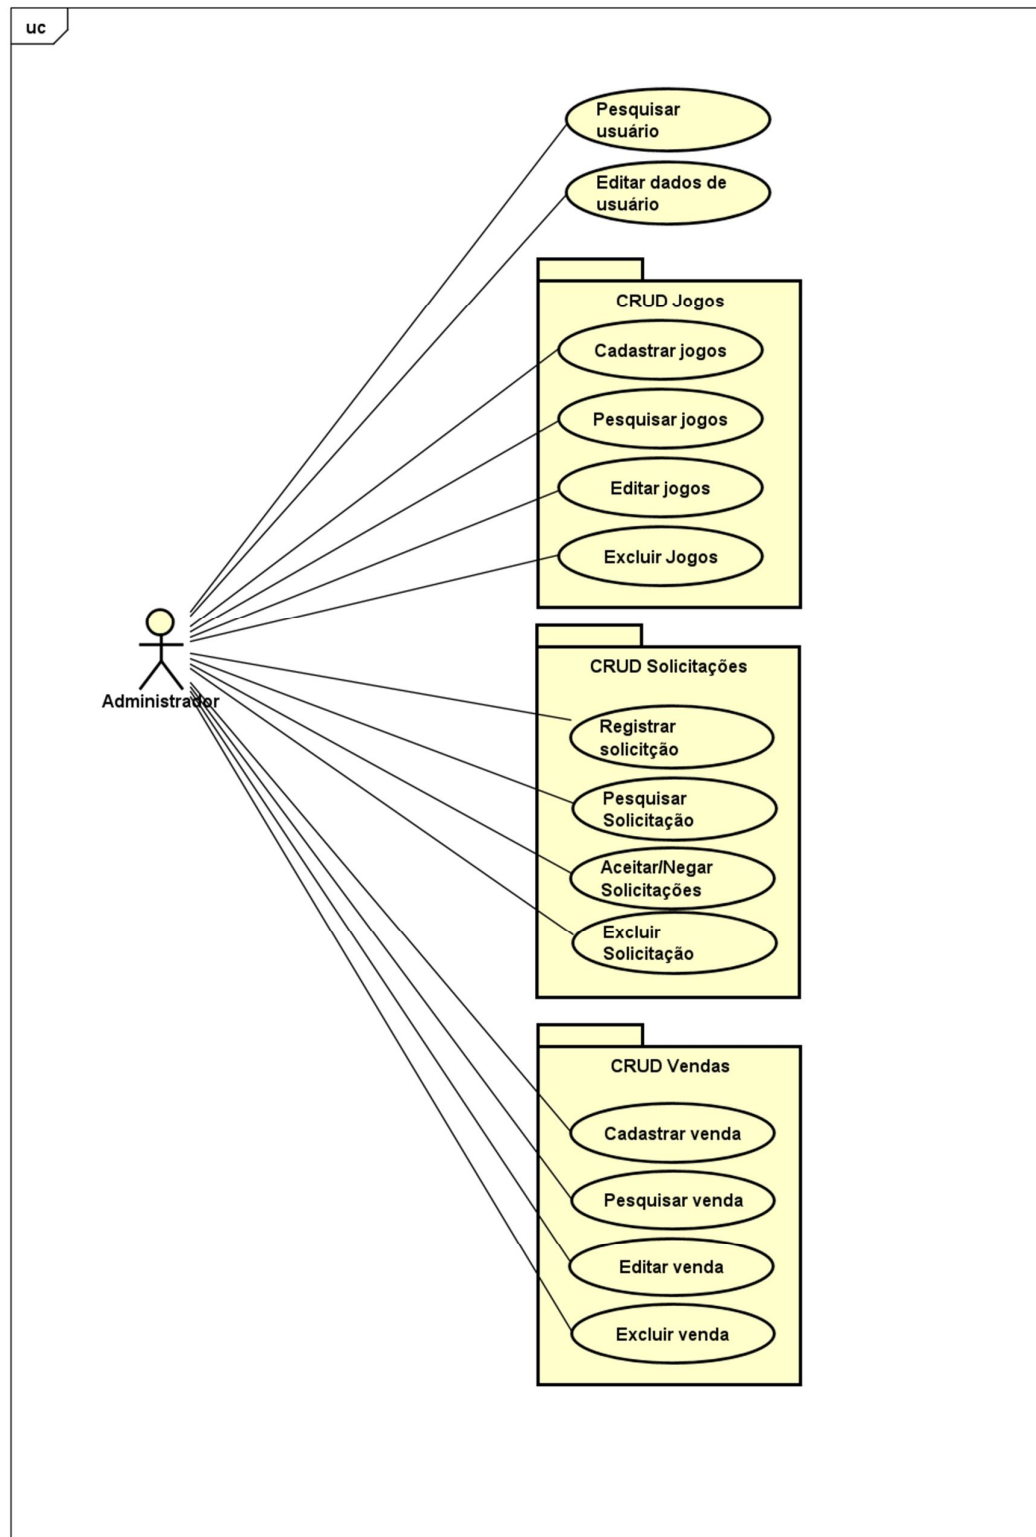 uc
Pesquisar
usuário
Editar dados de
usuário
CRUD Jogos
Cadastrar jogos
Pesquisar jogos
Editar jogos
Excluir Jogos
Administrador
CRUD Solicitações
Registrar
solicitção
Pesquisar
Solicitação
Aceitar/Negar
Solicitações
Excluir
Solicitação
CRUD Vendas
Cadastrar venda
Pesquisar venda
Editar venda
Excluir venda